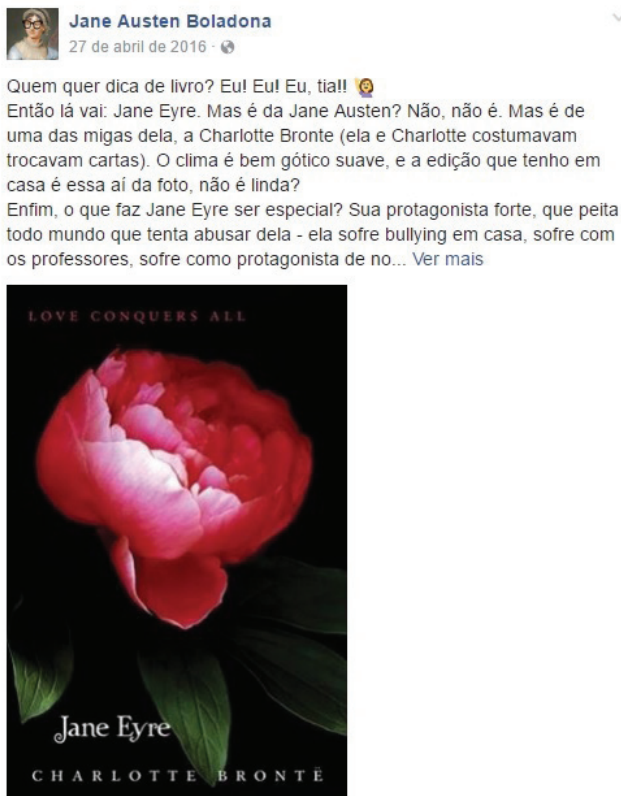 Jane Austen Boladona
27 de abril de 2016 ·
Quem quer dica de livro? Eu! Eu! Eu, tia!! 🙋
Então lá vai: Jane Eyre. Mas é da Jane Austen? Não, não é. Mas é de
uma das migas dela, a Charlotte Bronte (ela e Charlotte costumavam
trocavam cartas). O clima é bem gótico suave, e a edição que tenho em
casa é essa aí da foto, não é linda?
Enfim, o que faz Jane Eyre ser especial? Sua protagonista forte, que peita
todo mundo que tenta abusar dela - ela sofre bullying em casa, sofre com
os professores, sofre como protagonista de no... Ver mais
LOVE CONQUERS ALL
Jane Eyre
CHARLOTTE BRONTË